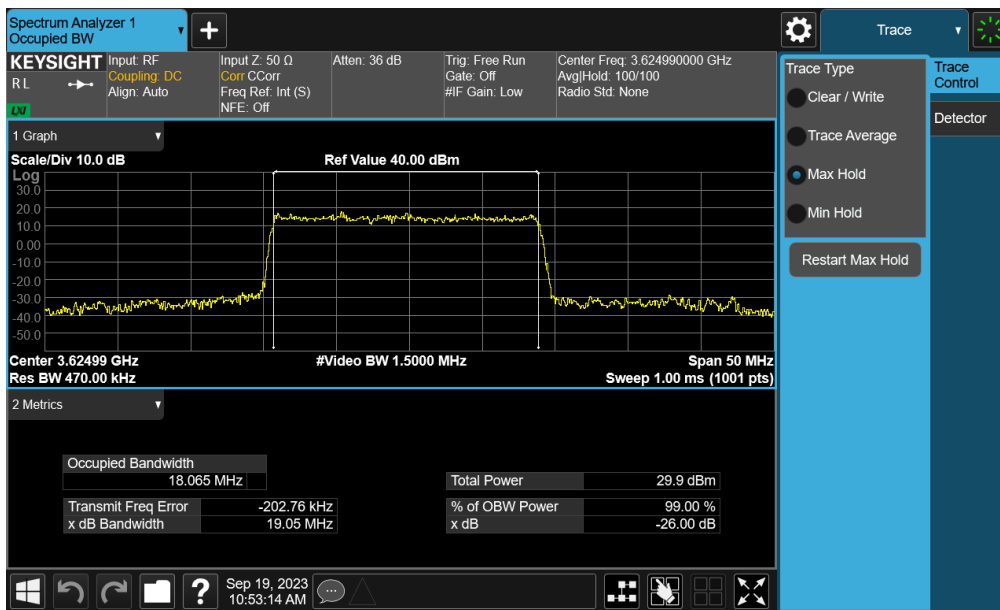 Spectrum Analyzer 1
Occupied BW
Trace
KEYSIGHT
RL
LXI
Input: RF
Coupling: DC
Align: Auto
Input Z: 50 Ω
Corr CCorr
Freq Ref: Int (S)
NFE: Off
Atten: 36 dB
Trig: Free Run
Gate: Off
#IF Gain: Low
Center Freq: 3.624990000 GHz
Avg|Hold: 100/100
Radio Std: None
1 Graph
Scale/Div 10.0 dB
Ref Value 40.00 dBm
Log
30.0
20.0
10.0
0.00
-10.0
-20.0
-30.0
-40.0
-50.0
Center 3.62499 GHz
#Video BW 1.5000 MHz
Span 50 MHz
Res BW 470.00 kHz
Sweep 1.00 ms (1001 pts)
2 Metrics
Occupied Bandwidth
18.065 MHz
Total Power 29.9 dBm
Transmit Freq Error -202.76 kHz
% of OBW Power 99.00 %
x dB Bandwidth 19.05 MHz
x dB -26.00 dB
Trace Type
Clear / Write
Trace Average
Max Hold
Min Hold
Restart Max Hold
Trace
Control
Detector
?
Sep 19, 2023
10:53:14 AM